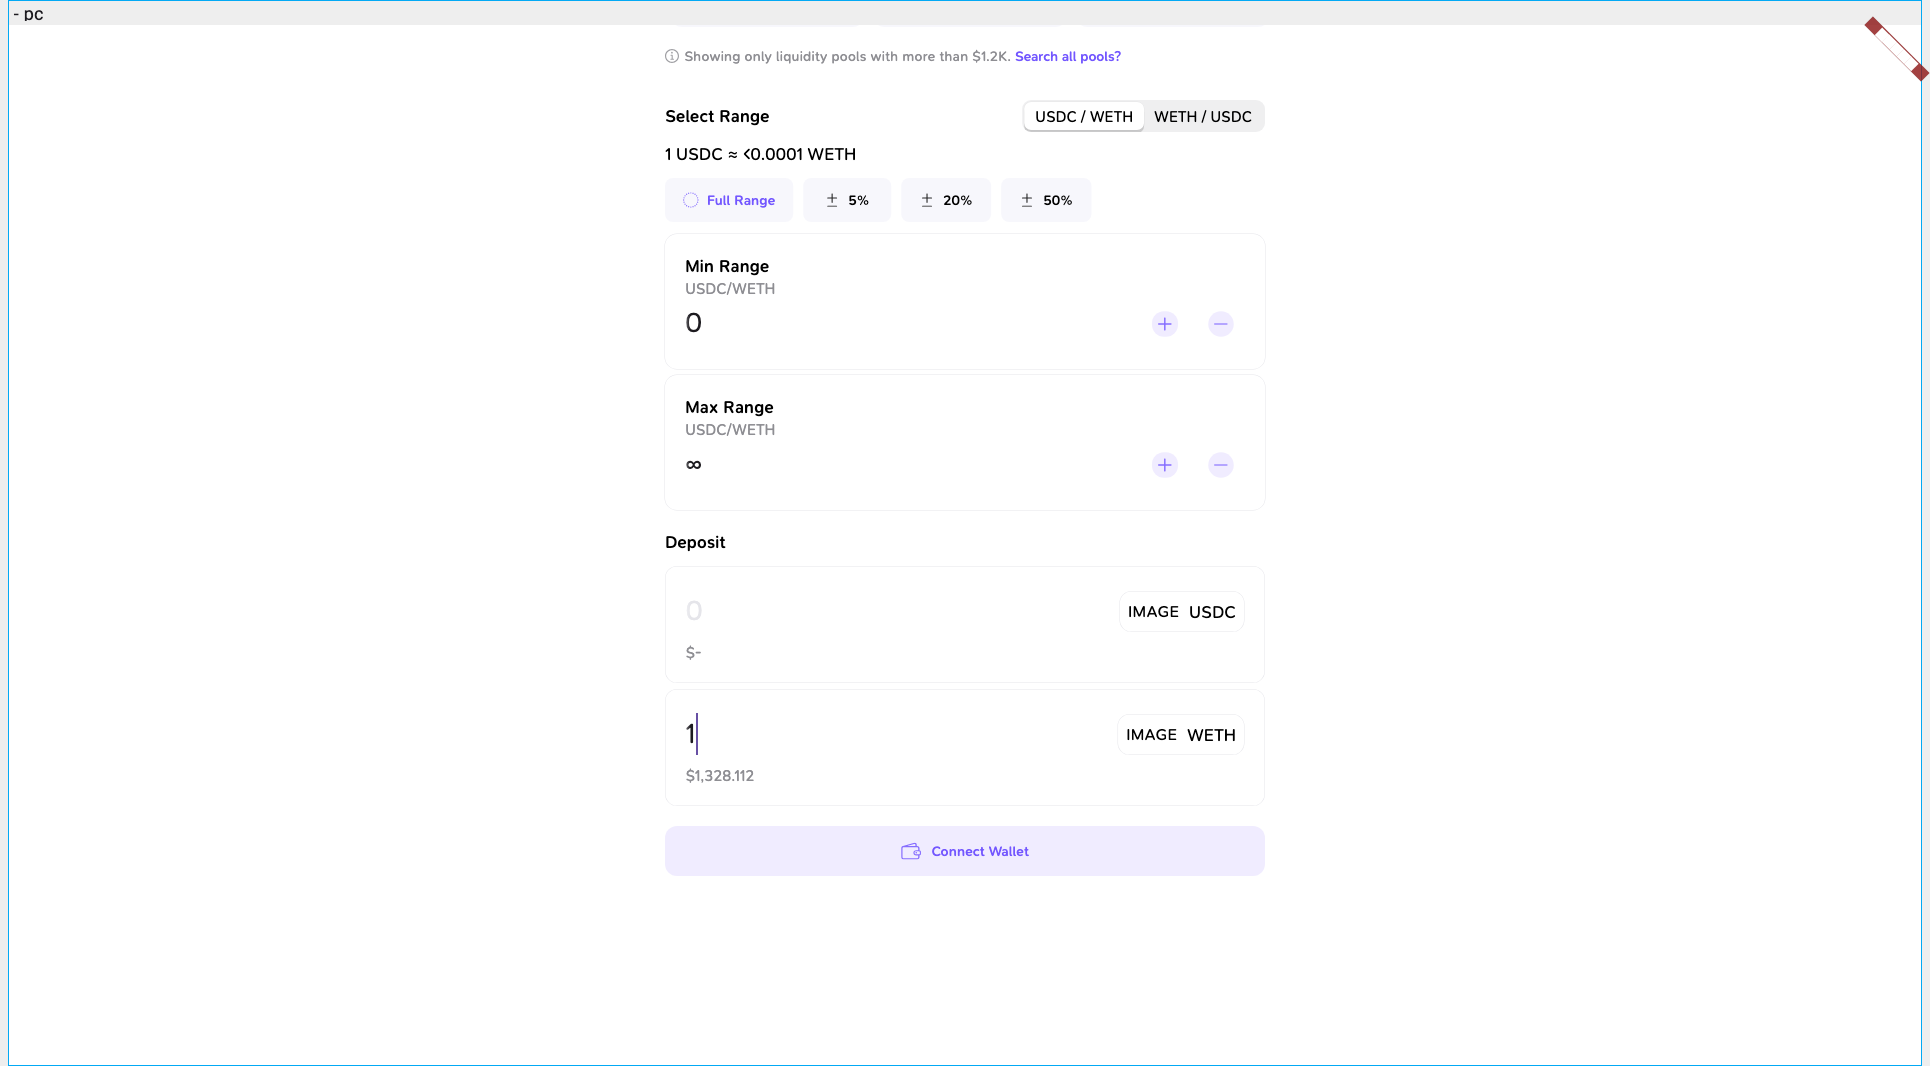 - pc
Showing only liquidity pools with more than $1.2K. Search all pools?
Select Range
USDC / WETH
WETH / USDC
1 USDC ≈ <0.0001 WETH
Full Range
± 5%
± 20%
± 50%
Min Range
USDC/WETH
0
Max Range
USDC/WETH
∞
Deposit
0
IMAGE USDC
$-
1
IMAGE WETH
$1,328.112
Connect Wallet